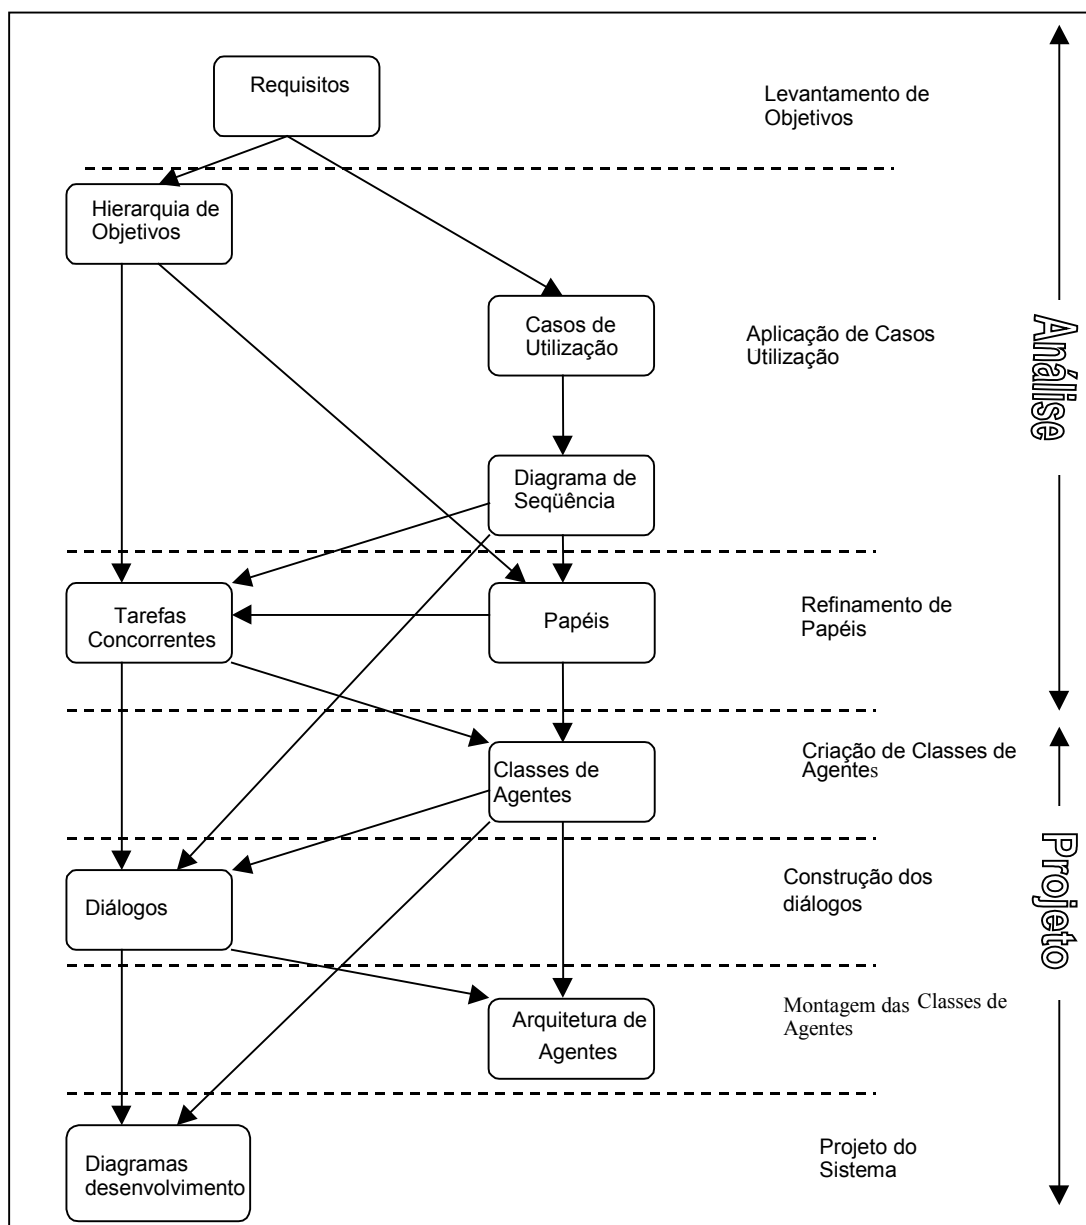 Requisitos
Levantamento de
Objetivos
Hierarquia de
Objetivos
Casos de
Utilização
Aplicação de Casos
Utilização
Análise
Diagrama de
Seqüência
Tarefas
Concorrentes
Papéis
Refinamento de
Papéis
Classes de
Agentes
Criação de Classes de
Agentes
Diálogos
Construção dos
diálogos
Projeto
Arquitetura de
Agentes
Montagem das Classes de
Agentes
Diagramas
desenvolvimento
Projeto do
Sistema